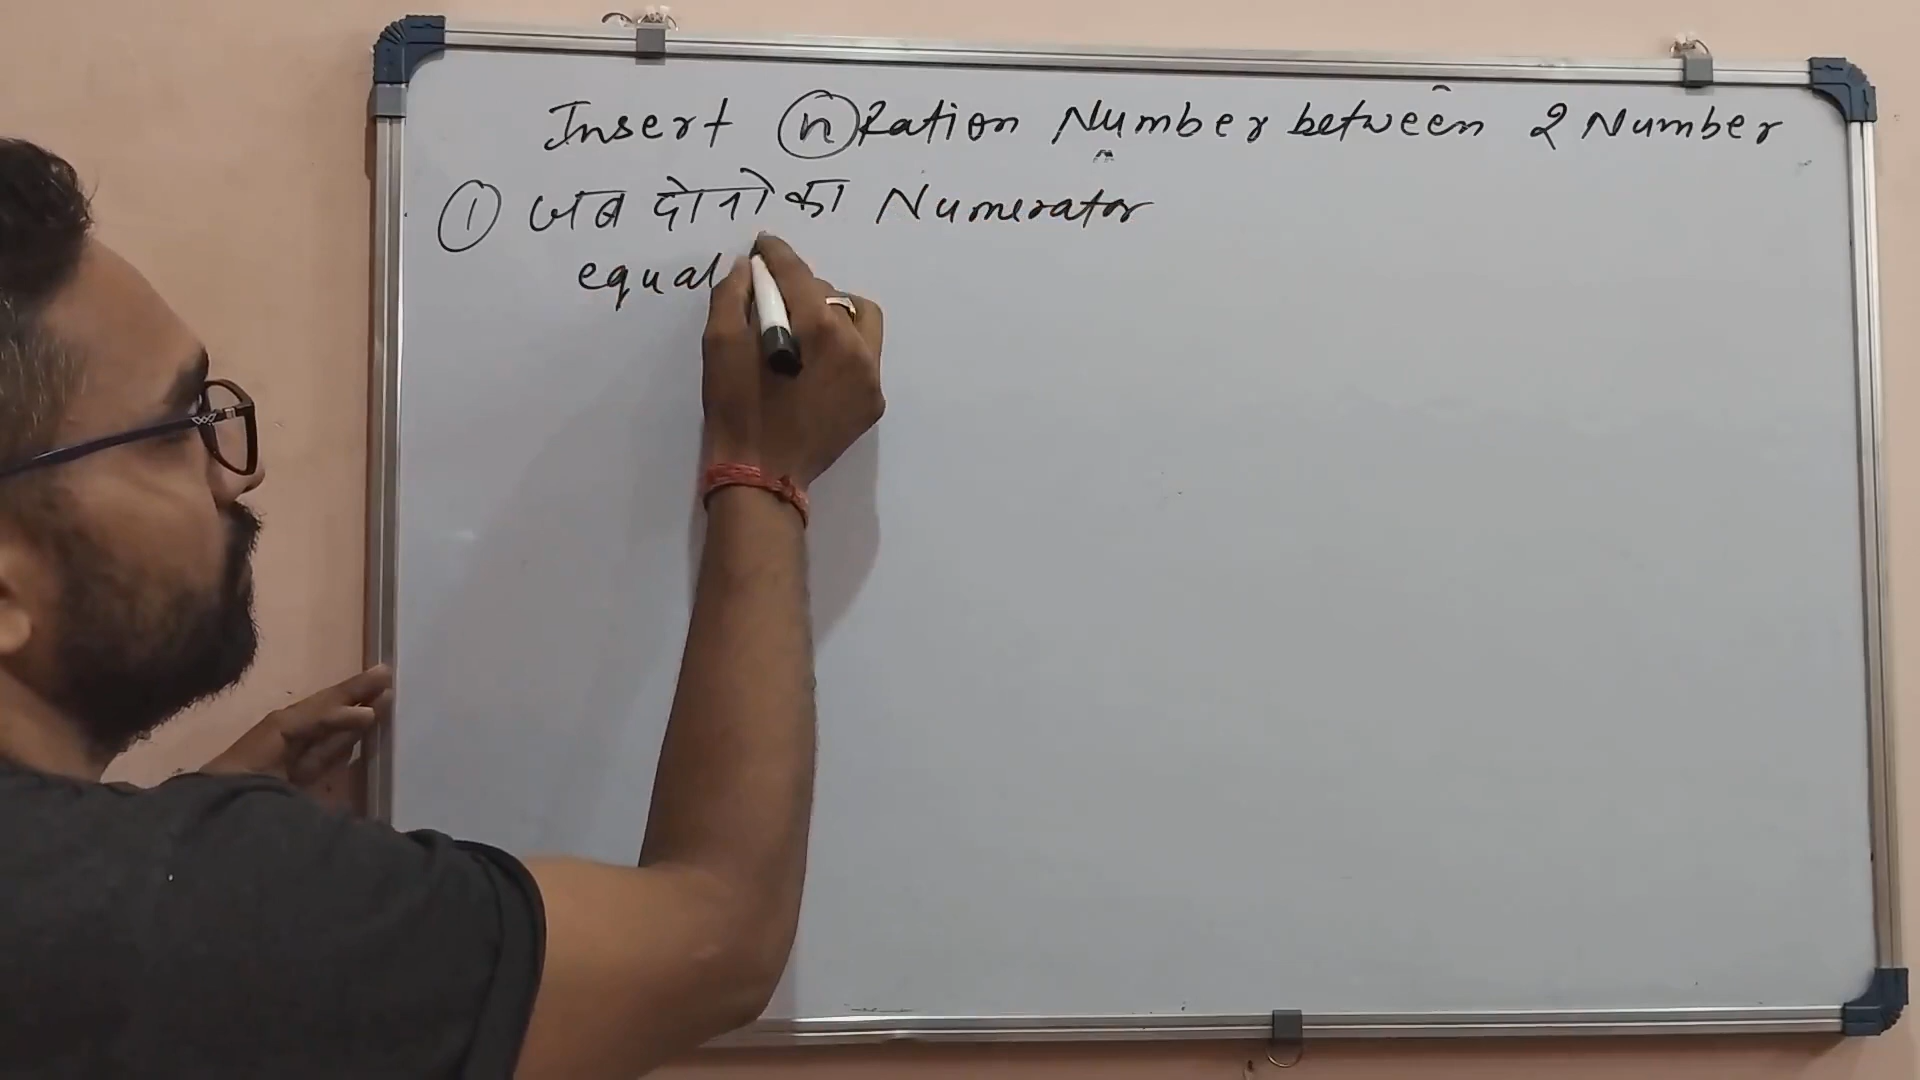 Insert n Ration Number between 2 Number
① जब दोनो का Numerator
equal